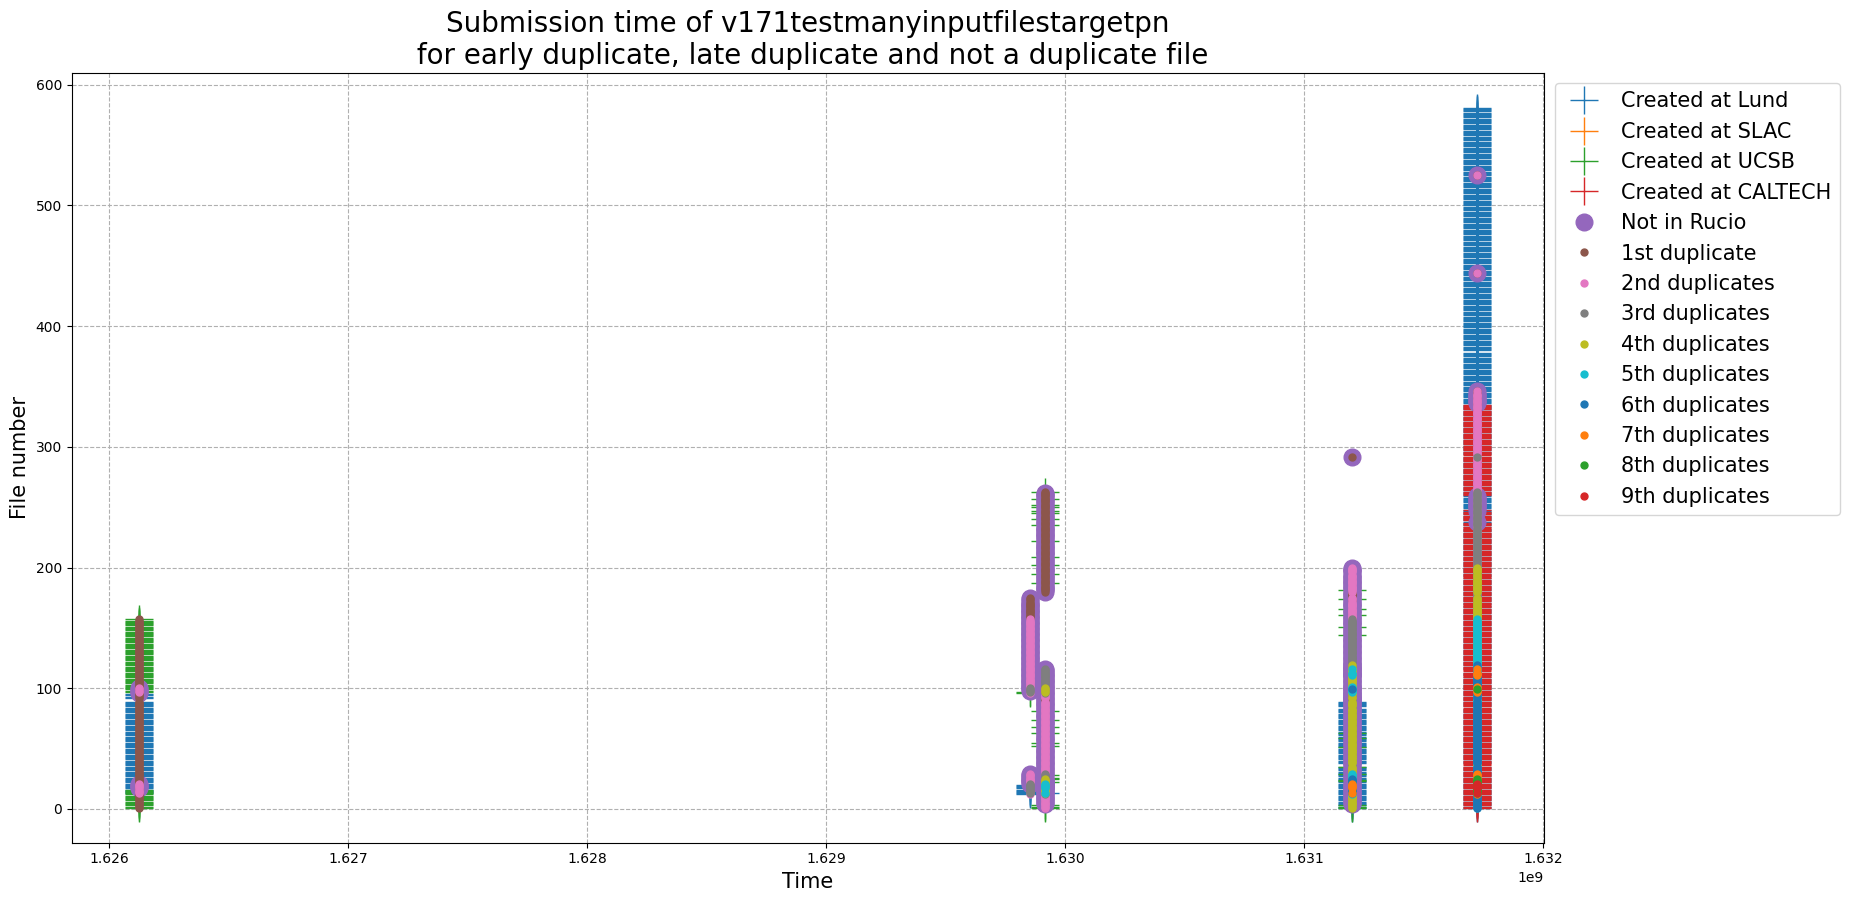 Submission time of v171testmanyinputfilestargetpn
for early duplicate, late duplicate and not a duplicate file
600
500
400
300
200
100
0
File number
1.626
1.627
1.628
1.629
1.630
1.631
1.632
1e9
Time
Created at Lund
Created at SLAC
Created at UCSB
Created at CALTECH
Not in Rucio
1st duplicate
2nd duplicates
3rd duplicates
4th duplicates
5th duplicates
6th duplicates
7th duplicates
8th duplicates
9th duplicates